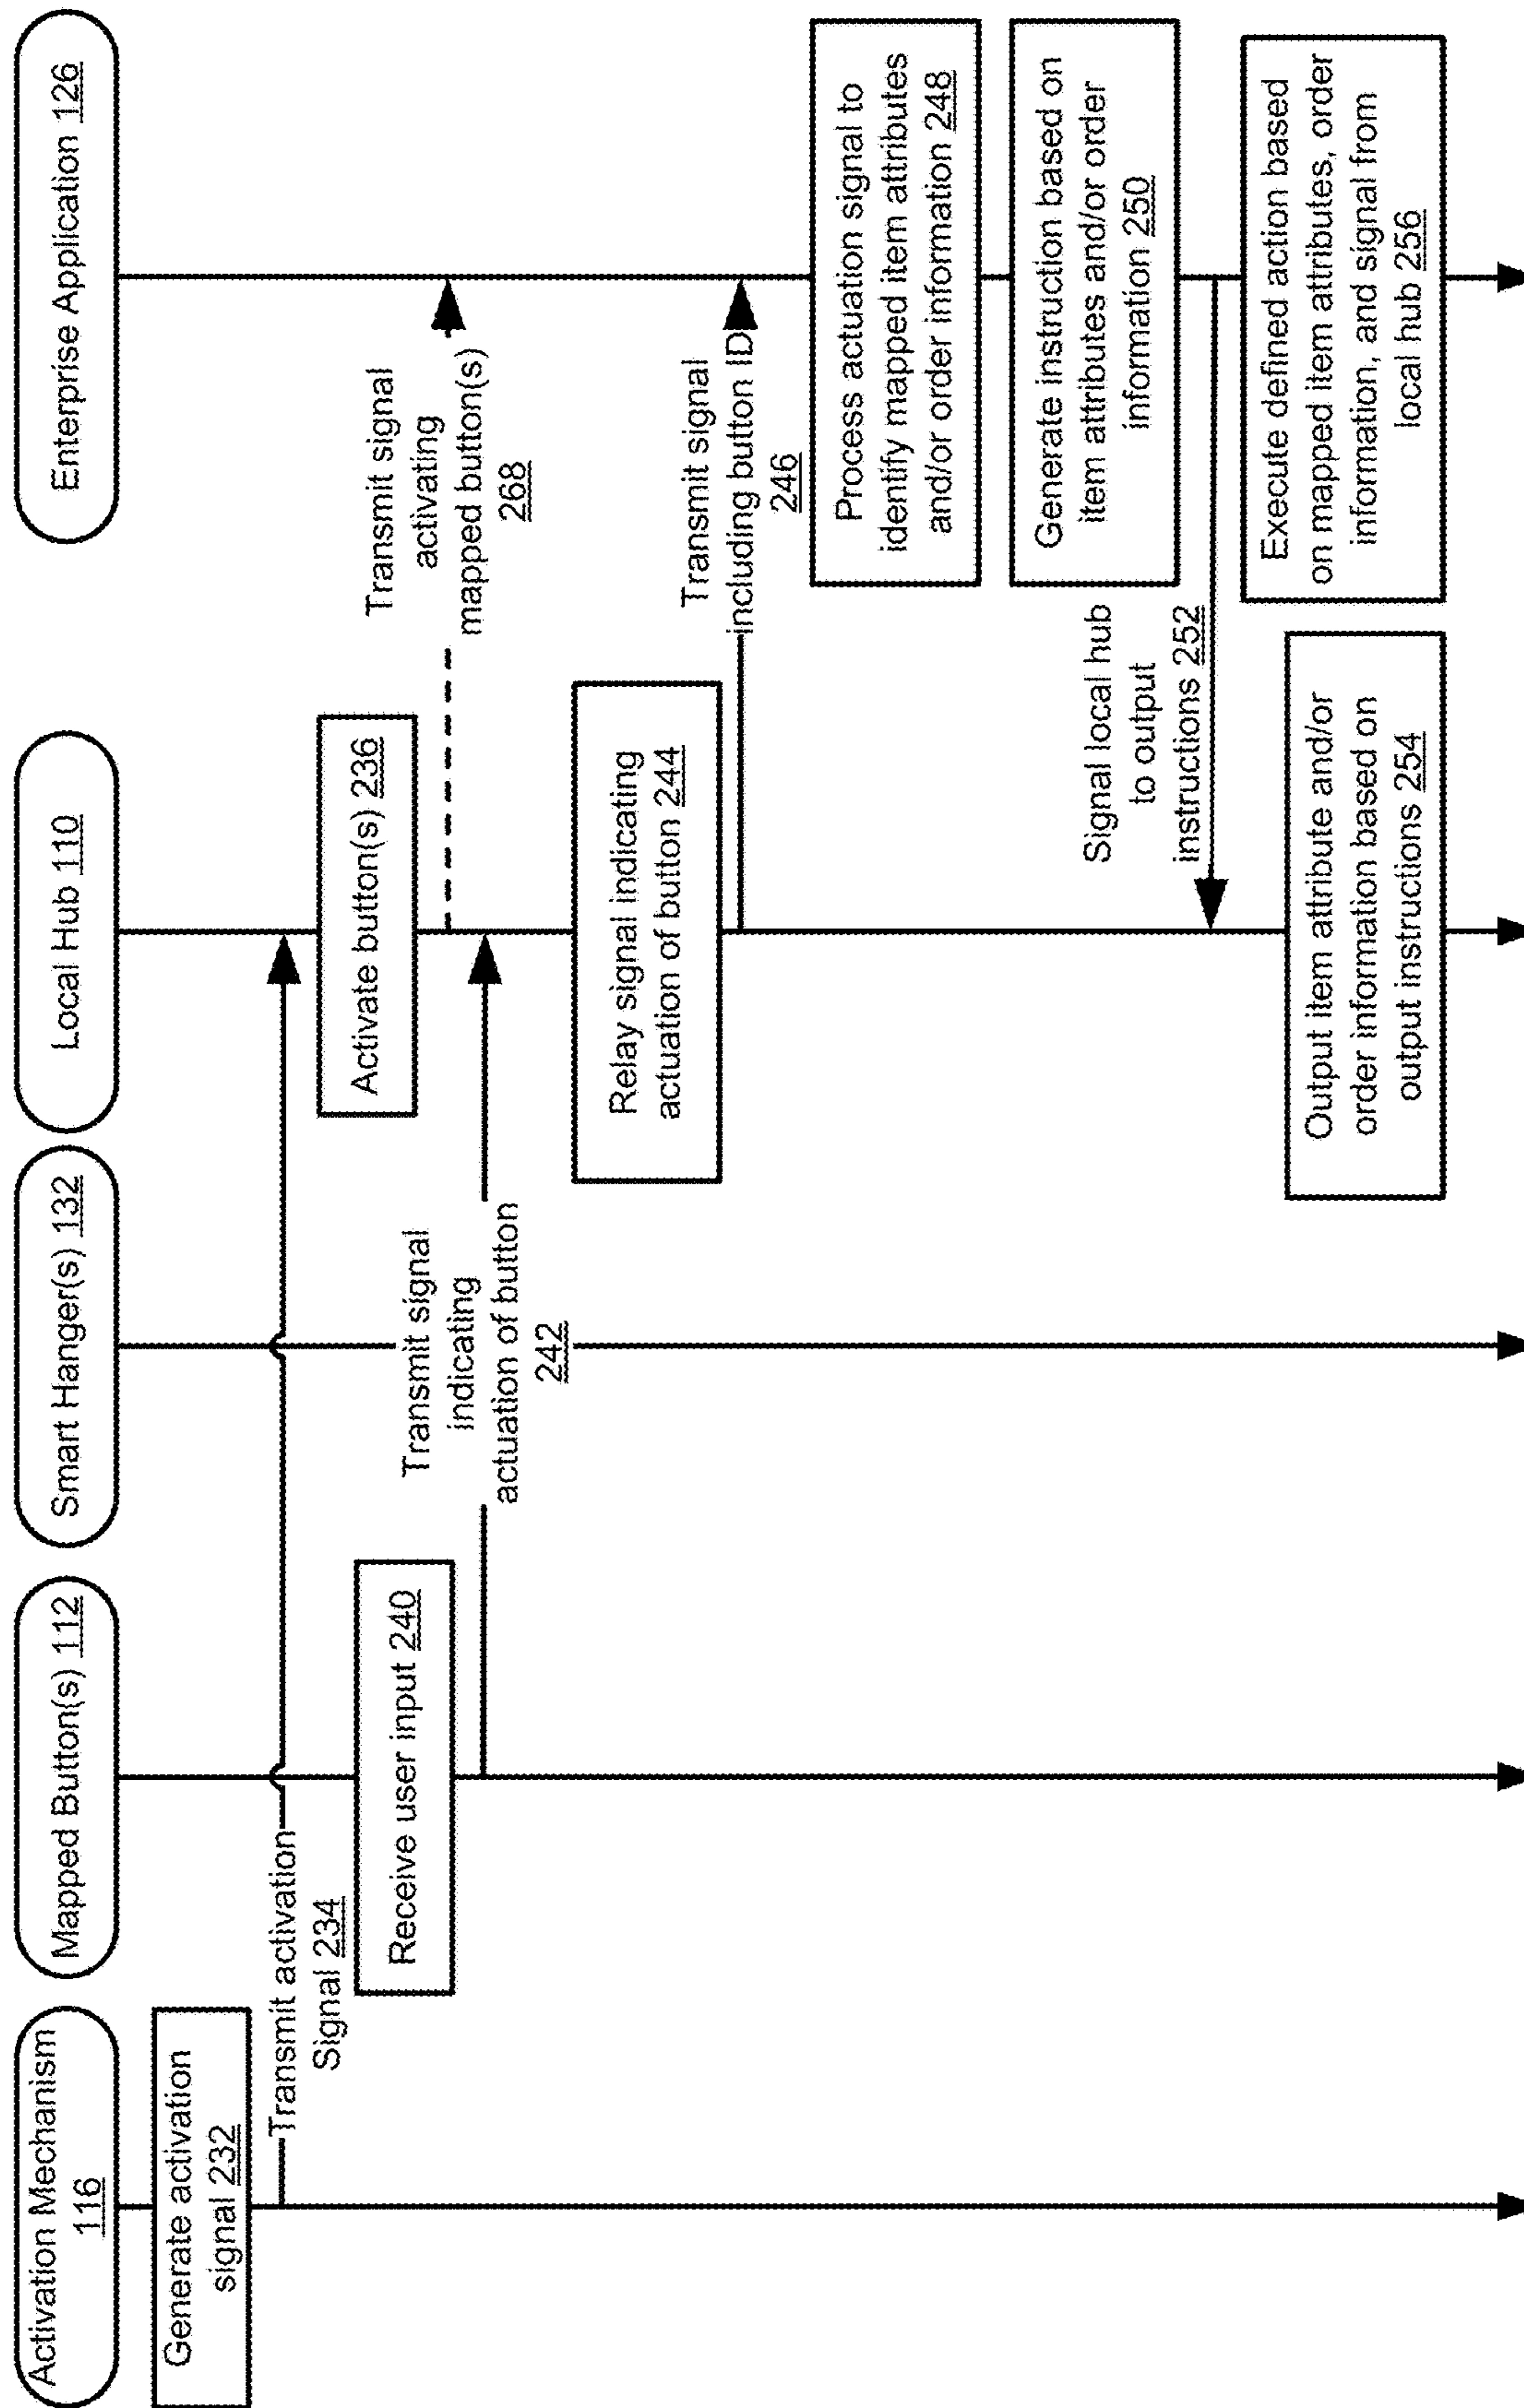 Activation Mechanism
116
Mapped Button(s) 112
Smart Hanger(s) 132
Local Hub 110
Enterprise Application 126
Generate activation
signal 232
Transmit activation
Signal 234
Activate button(s) 236
Receive user input 240
Transmit signal
activating
mapped button(s)
268
Transmit signal
indicating
actuation of button
242
Relay signal indicating
actuation of button 244
Transmit signal
including button ID
246
Process actuation signal to
identify mapped item attributes
and/or order information 248
Generate instruction based on
item attributes and/or order
information 250
Signal local hub
to output
instructions 252
Output item attribute and/or
order information based on
output instructions 254
Execute defined action based
on mapped item attributes, order
information, and signal from
local hub 256